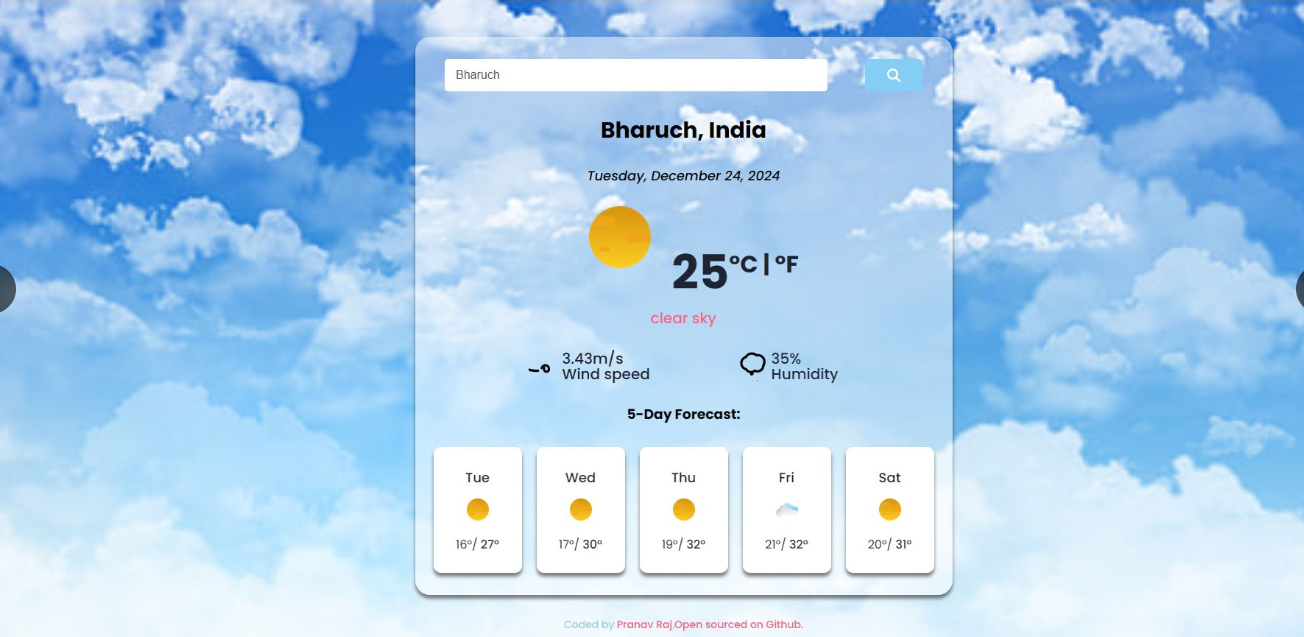 Bharuch
Bharuch, India
Tuesday, December 24, 2024
25°C | °F
clear sky
3.43m/s
Wind speed
35%
Humidity
5-Day Forecast:
Tue
16°/ 27°
Wed
17°/ 30°
Thu
19°/ 32°
Fri
21°/ 32°
Sat
20°/ 31°
Coded by Pranav Raj,Open sourced on Github.